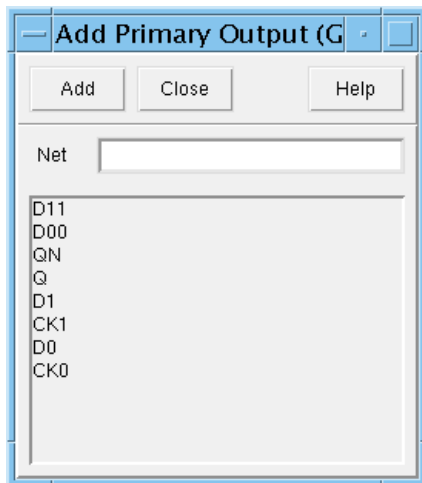 Add Primary Output (G
Add Close Help
Net
D11
D00
QN
Q
D1
CK1
D0
CK0